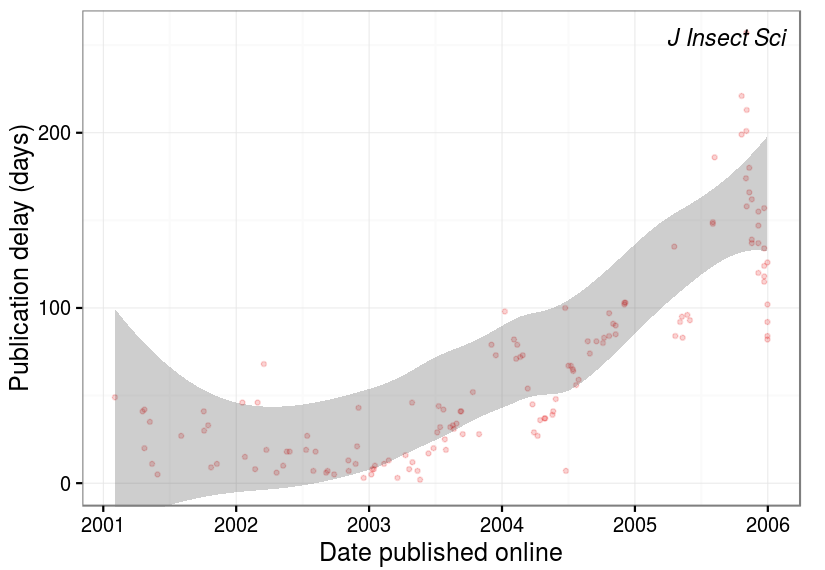 J Insect Sci
Publication delay (days)
200
100
0
2001 2002 2003 2004 2005 2006
Date published online